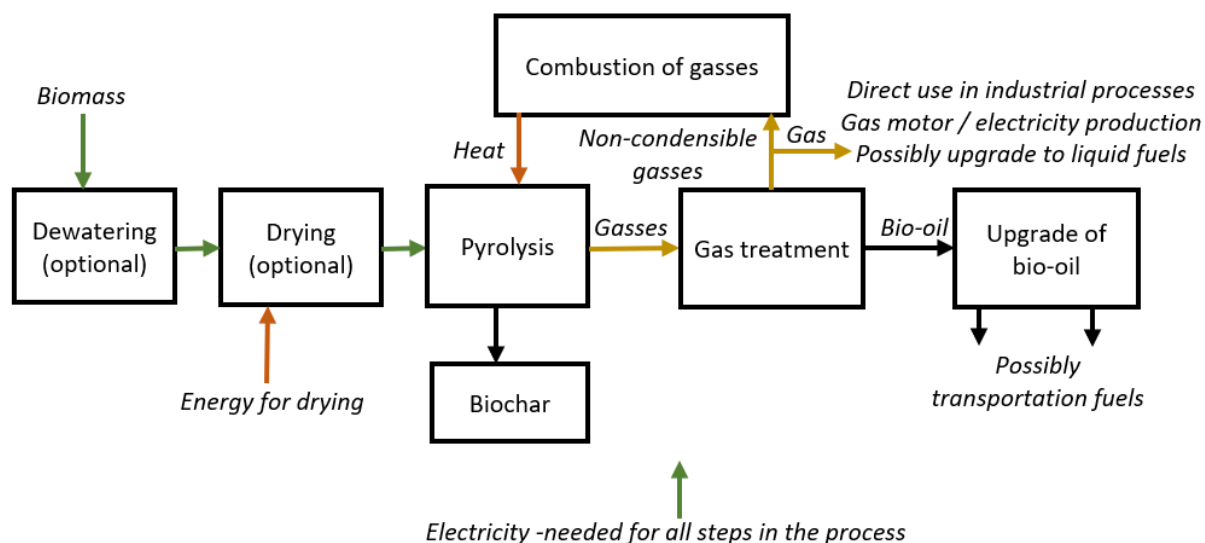 Combustion of gasses
Biomass
Direct use in industrial processes
Gas motor / electricity production
Possibly upgrade to liquid fuels
Heat
Non-condensible
gasses
Gas
Dewatering
(optional)
Drying
(optional)
Pyrolysis
Gasses
Gas treatment
Bio-oil
Upgrade of
bio-oil
Energy for drying
Biochar
Possibly
transportation fuels
Electricity -needed for all steps in the process